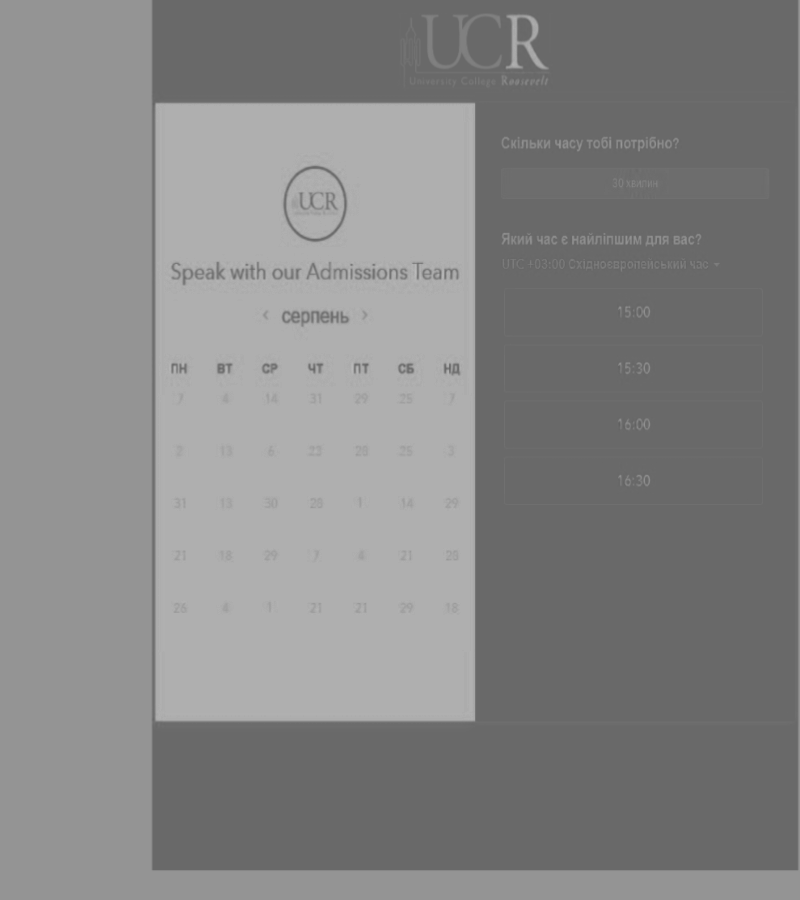 UCR
University College Roosevelt
UCR
Speak with our Admissions Team
‹ серпень ›
ПН ВТ СР ЧТ ПТ СБ НД
7 4 14 31 29 25 7
2 13 6 23 28 25 3
31 13 30 28 1 14 29
21 18 29 7 4 21 28
26 4 1 21 21 29 18
Скільки часу тобі потрібно?
30 хвилин
Який час є найліпшим для вас?
UTC +03:00 Східноєвропейський час
15:00
15:30
16:00
16:30